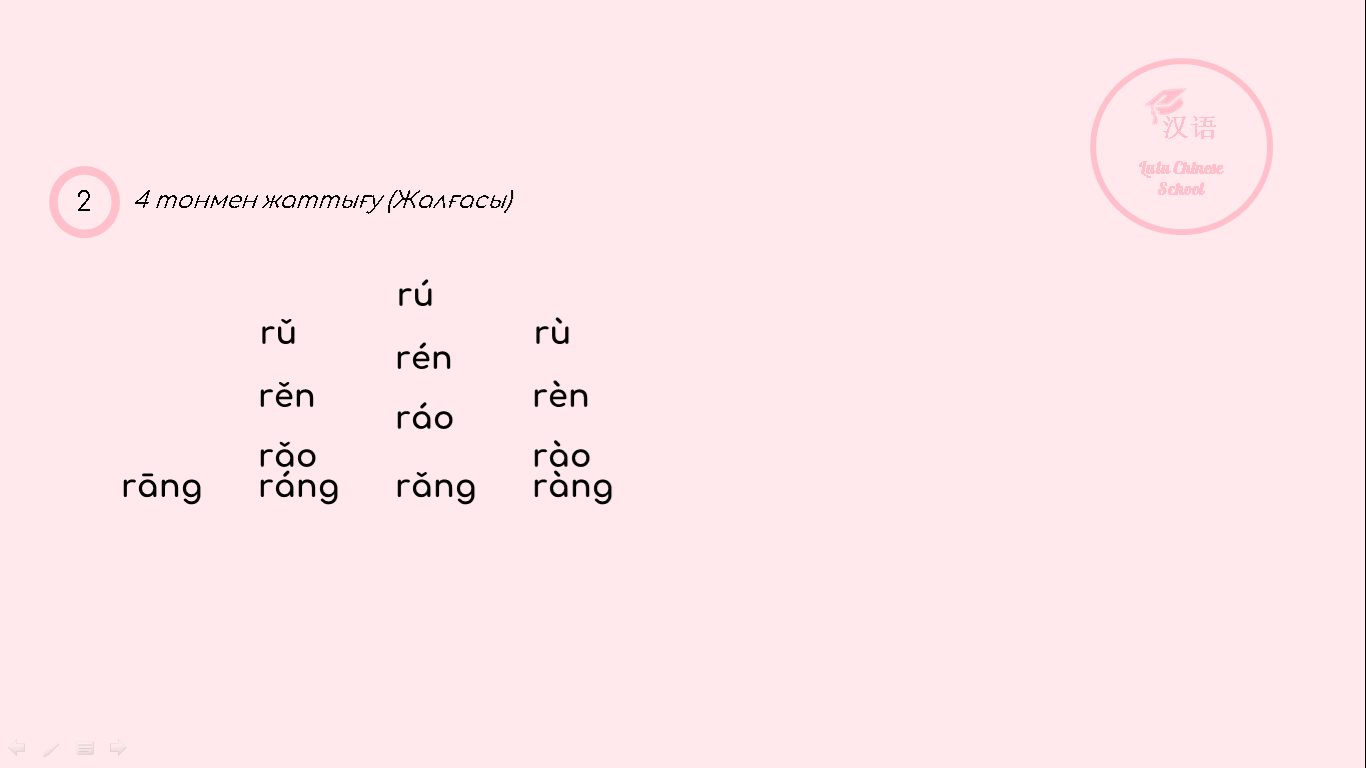 汉语
Lulu Chinese
School
2 4 тонмен жаттығу (Жалғасы)
rú
rǔ rù
rén
rěn rèn
ráo
rǎo rào
rāng ráng rǎng ràng